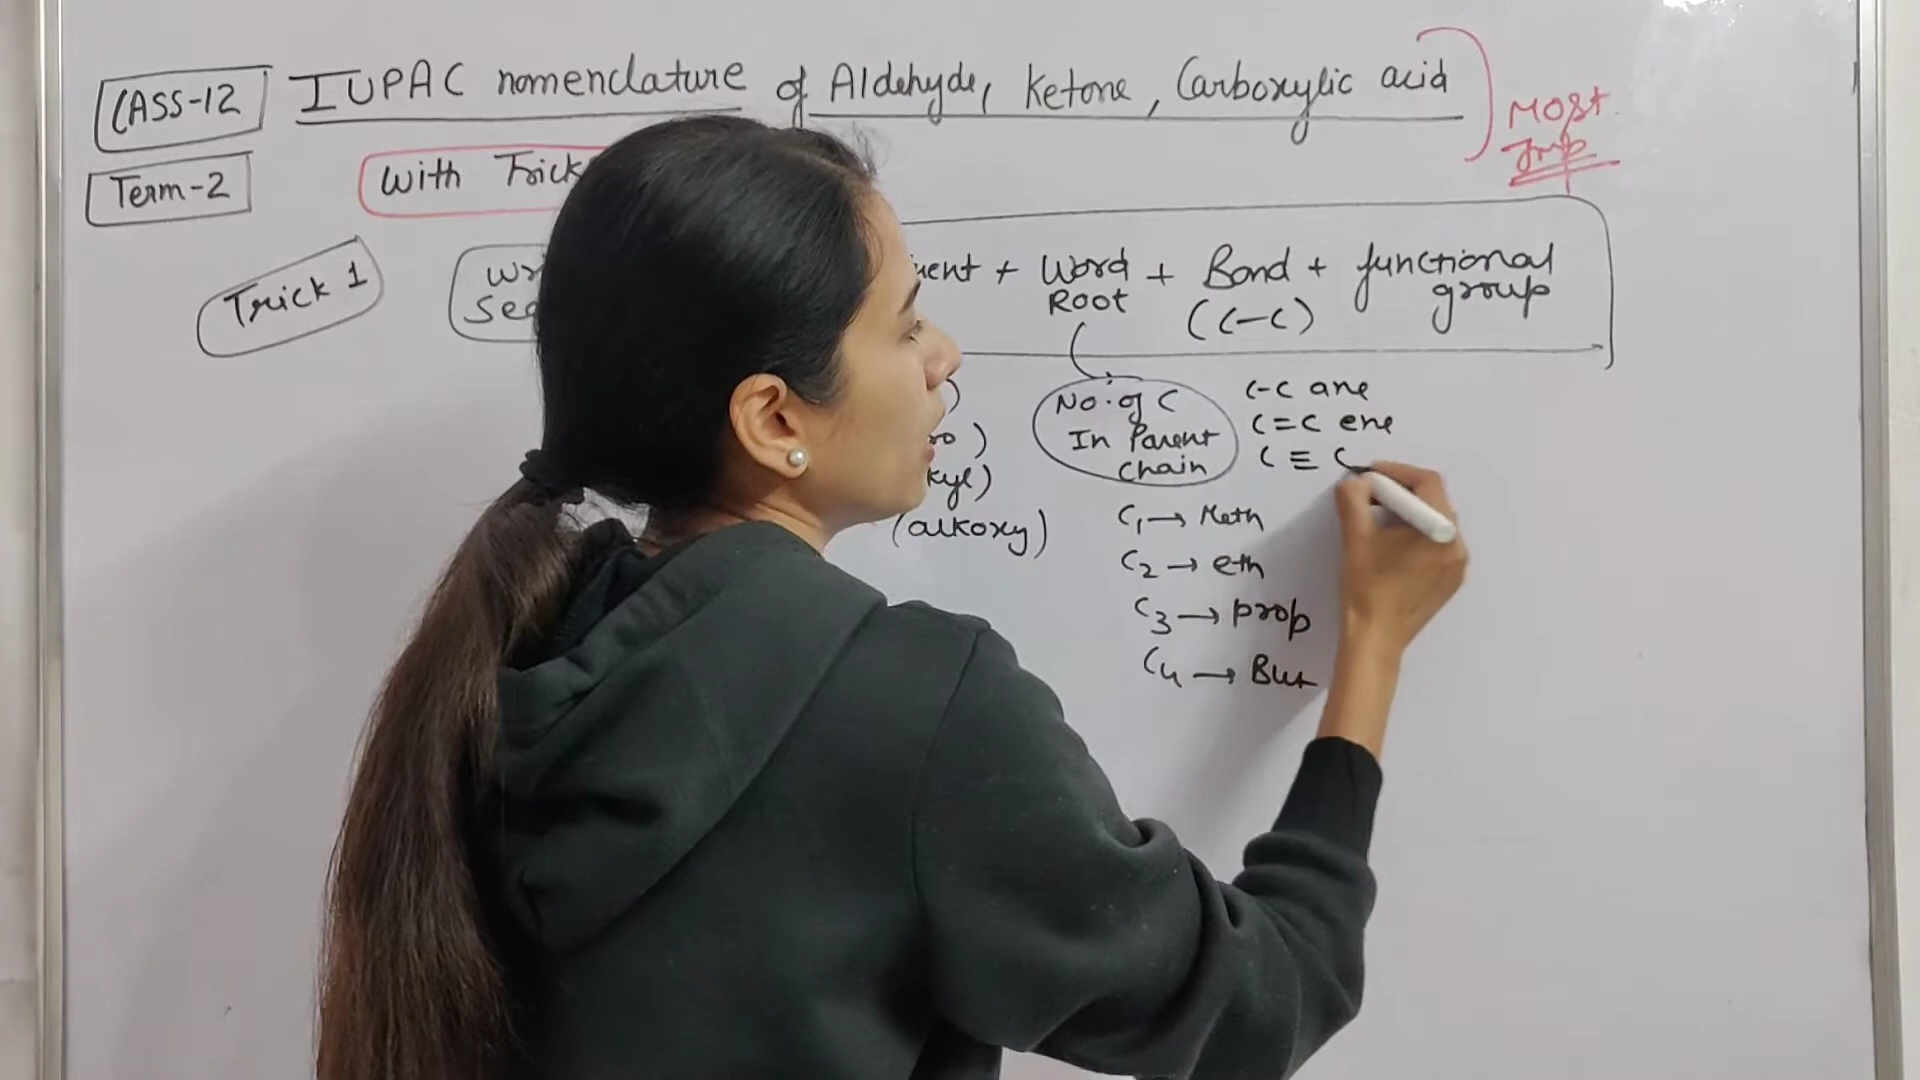 CASS-12 IUPAC nomenclature of Aldehyde, Ketone, Carboxylic acid
MOSt.
Imp
Term-2
With Trick
Trick 1
+ Word + Bond + functional
Root (C-C) group
No. of C
In Parent
Chain
C-C ane
C=C ene
C≡C
(alkoxy)
C1→ Meth
C2 → eth
C3 → Prop
C4 → But